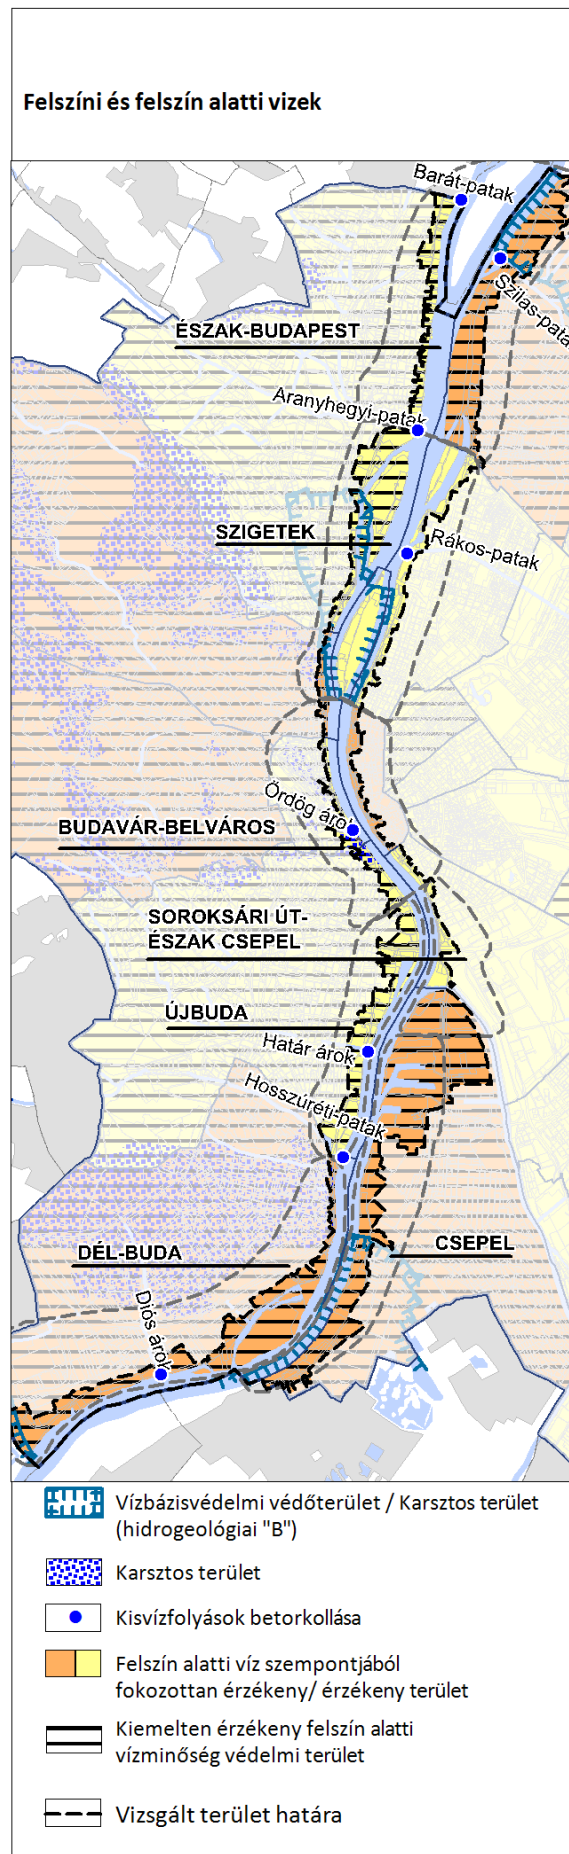 Felszíni és felszín alatti vizek
Barát-patak
Szilas-pata
ÉSZAK-BUDAPEST
Aranyhegyi-patak
SZIGETEK
Rákos-patak
Ördög áro
BUDAVÁR-BELVÁROS
SOROKSÁRI ÚT-
ÉSZAK CSEPEL
ÚJBUDA
Határ árok
Hosszúréti-patak
CSEPEL
DÉL-BUDA
Diós árok
Vízbázisvédelmi védőterület / Karsztos terület
(hidrogeológiai "B")
Karsztos terület
Kisvízfolyások betorkollása
Felszín alatti víz szempontjából
fokozottan érzékeny/ érzékeny terület
Kiemelten érzékeny felszín alatti
vízminőség védelmi terület
Vizsgált terület határa